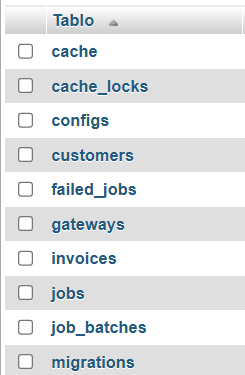 Tablo
cache
cache_locks
configs
customers
failed_jobs
gateways
invoices
jobs
job_batches
migrations